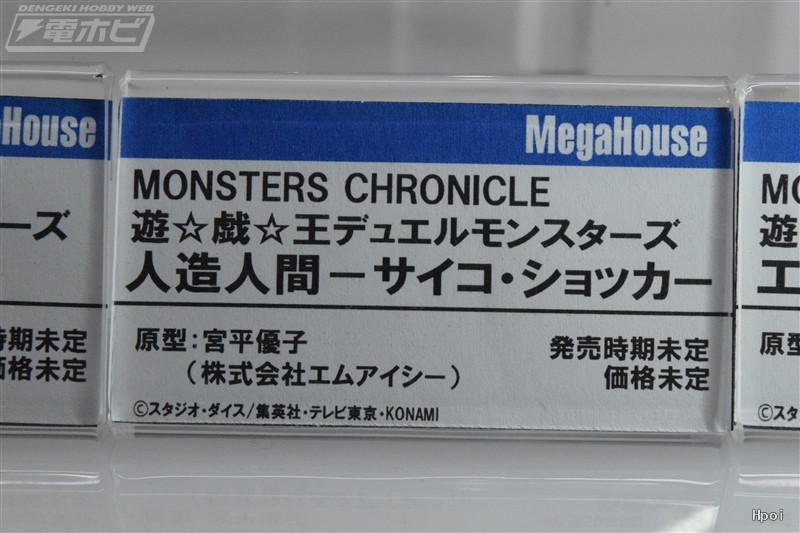 DENGEKI HOBBY WEB
電ホビ
House
ーズ
時期未定
価格未定
MegaHouse
MONSTERS CHRONICLE
遊☆戯☆王デュエルモンスターズ
人造人間－サイコ・ショッカー
原型:宮平優子
(株式会社エムアイシー)
発売時期未定
価格未定
©スタジオ・ダイス/集英社・テレビ東京・KONAMI
MO
遊
エ
原型
©ス
Hpoi